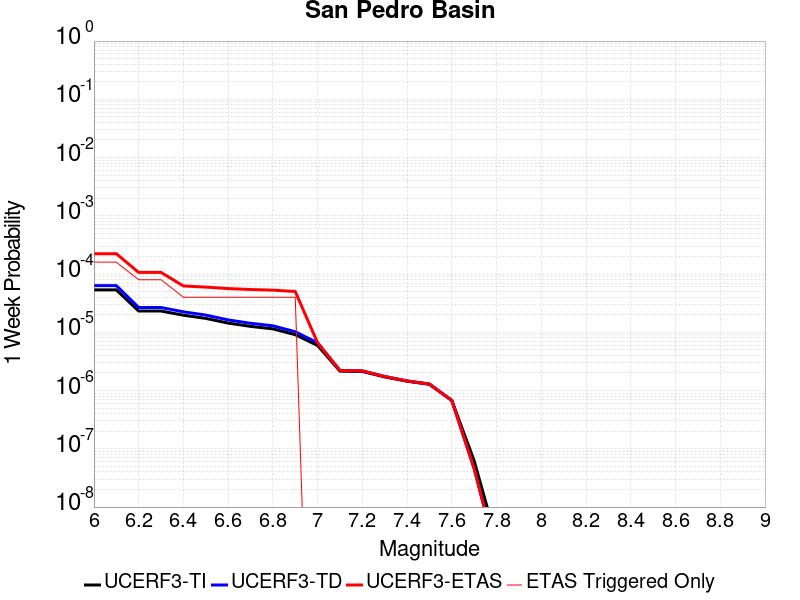 San Pedro Basin
10^0
10^-1
10^-2
10^-3
10^-4
10^-5
10^-6
10^-7
10^-8
1 Week Probability
6 6.2 6.4 6.6 6.8 7 7.2 7.4 7.6 7.8 8 8.2 8.4 8.6 8.8 9
Magnitude
UCERF3-TI UCERF3-TD UCERF3-ETAS ETAS Triggered Only